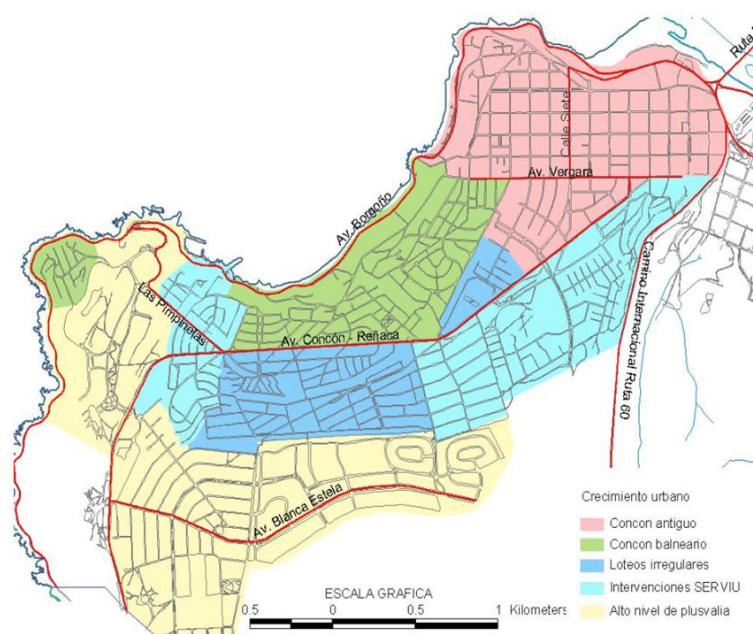 Ruta
Calle Siete
Av. Vergara
Av. Borgoño
Las Pimpinelas
Av. Concón - Reñaca
Camino Internacional Ruta 60
Av. Blanca Estela
Crecimiento urbano
Concon antiguo
Concon balneario
Loteos irregulares
Intervenciones SERVIU
Alto nivel de plusvalia
ESCALA GRAFICA
0.5 0 0.5 1 Kilometers